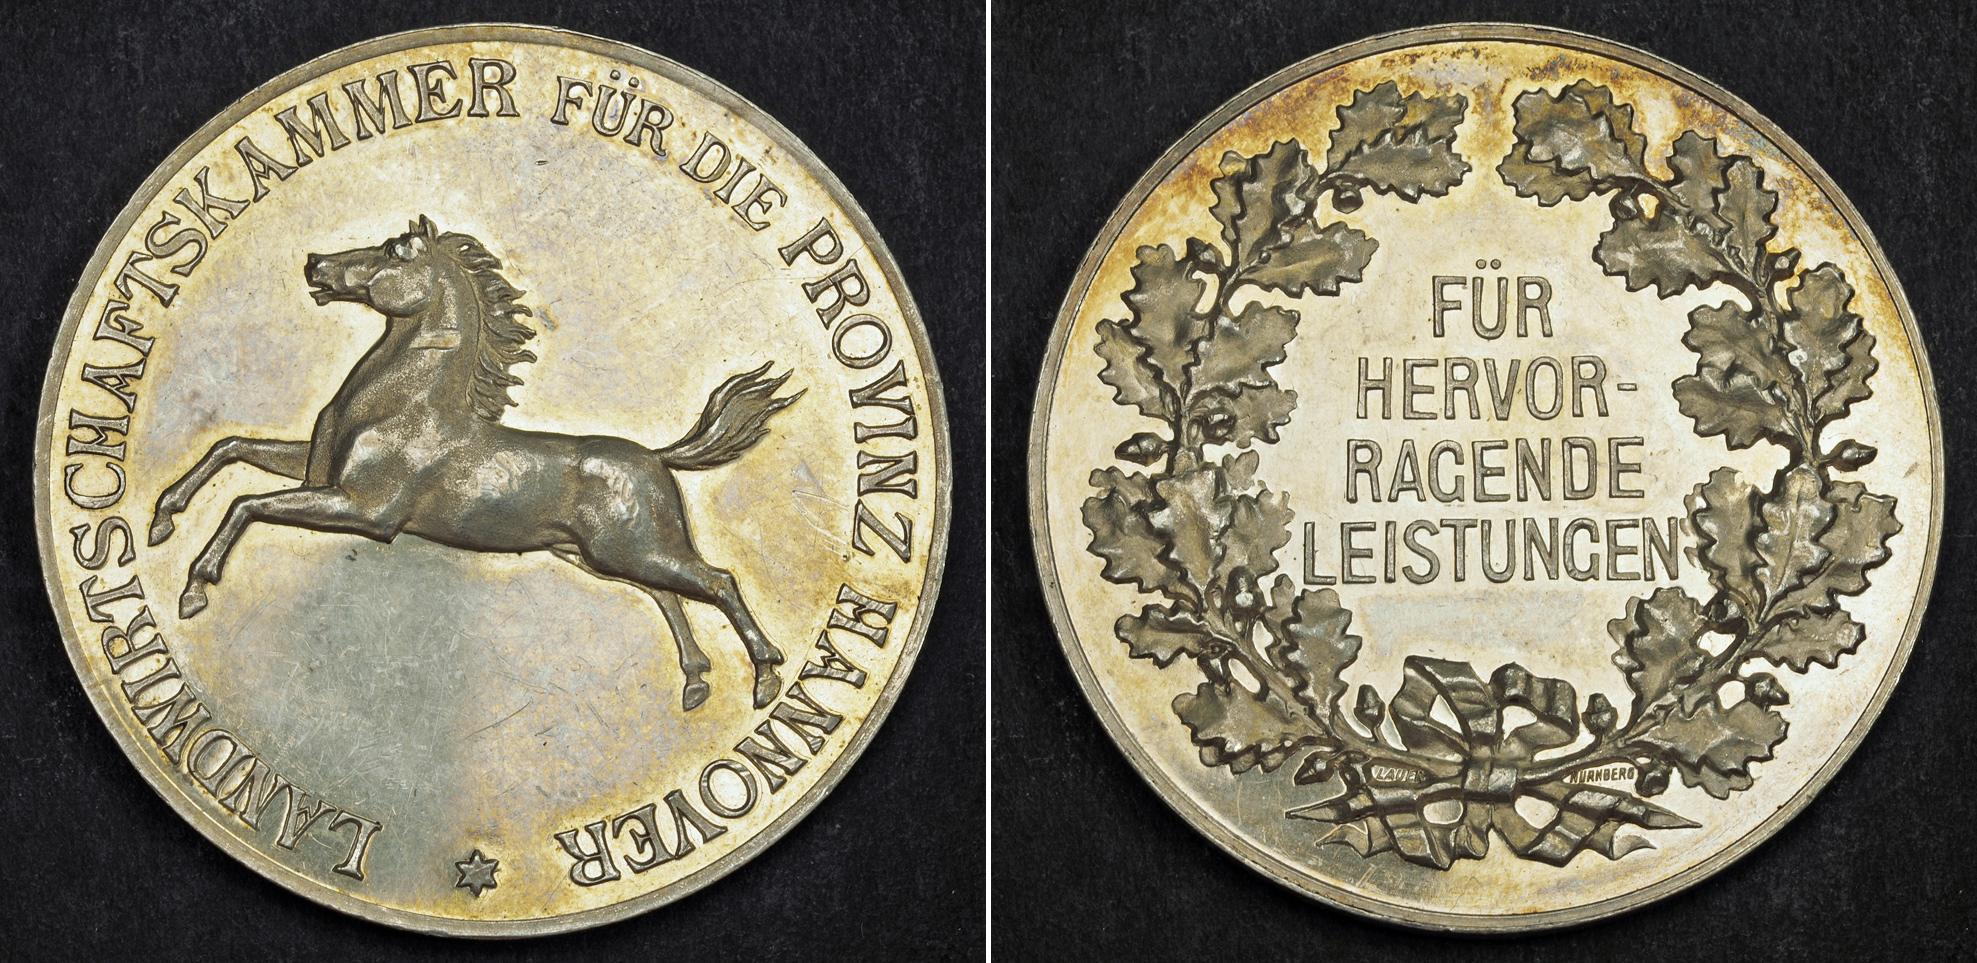 LANDWIRTSCHAFTSKAMMER FÜR DIE PROVINZ HANNOVER
FÜR
HERVOR-
RAGENDE
LEISTUNGEN
LAUER NÜRNBERG